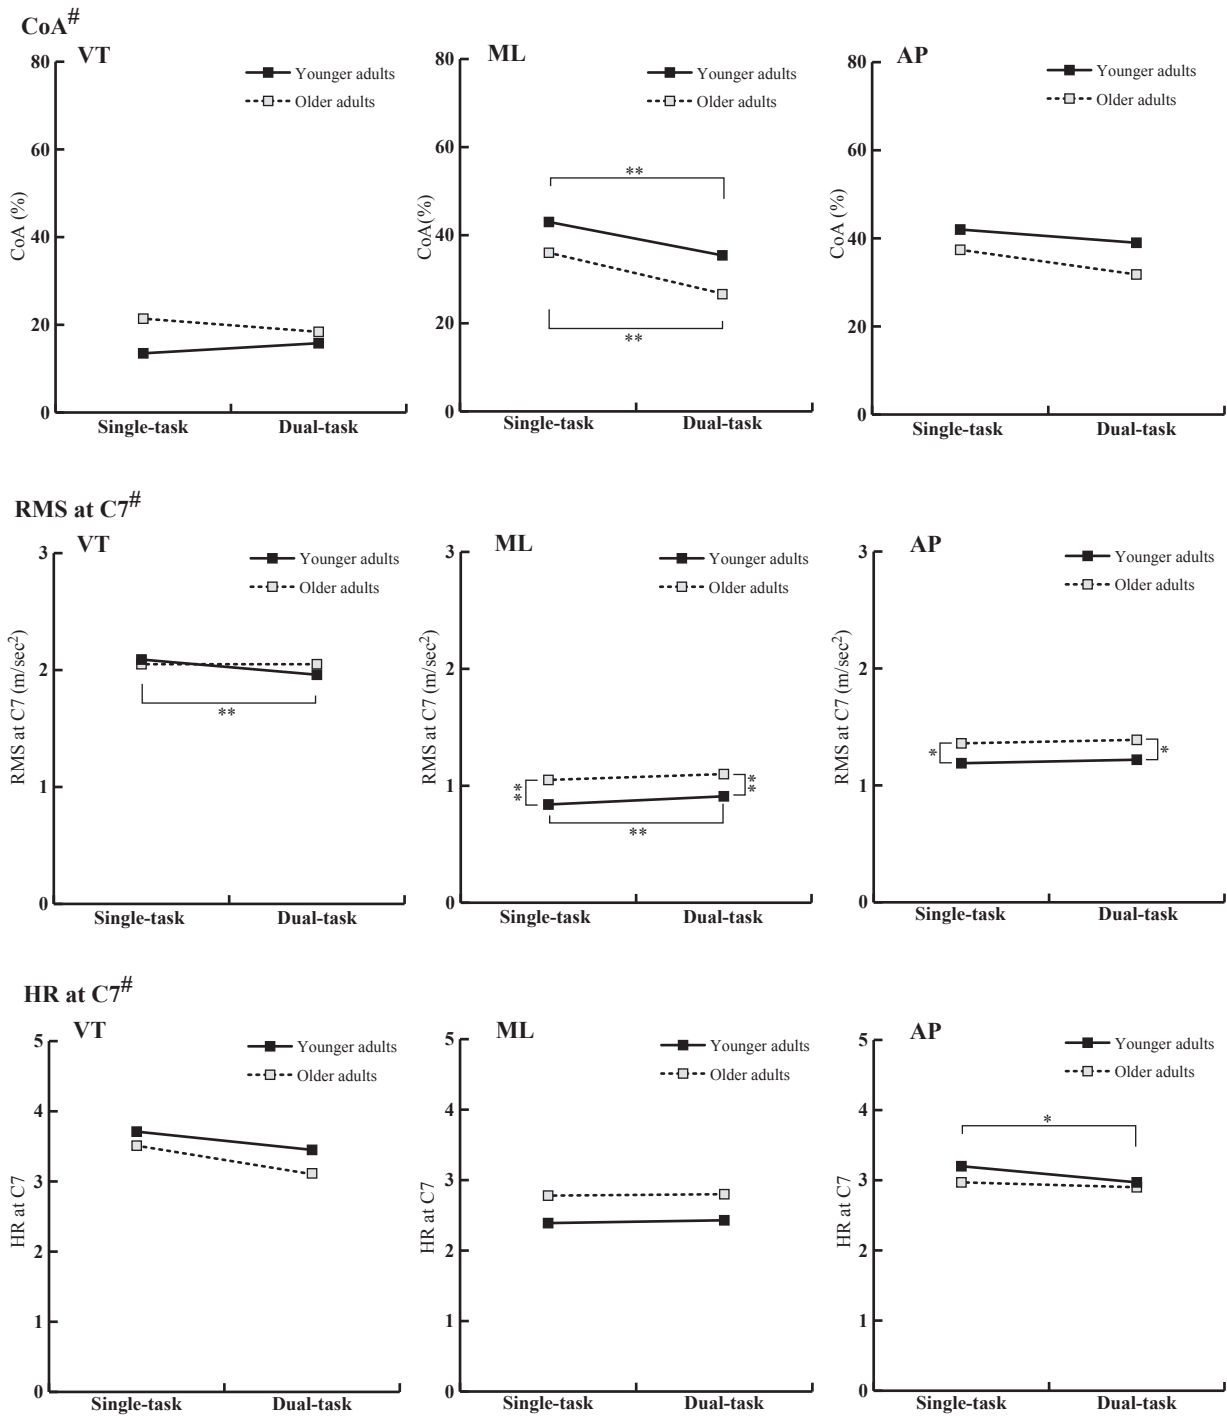 CoA#
VT
80
60
40
20
0
CoA (%)
Younger adults
Older adults
Single-task
Dual-task
ML
80
60
40
20
0
CoA(%)
Younger adults
Older adults
**
**
Single-task
Dual-task
AP
80
60
40
20
0
CoA (%)
Younger adults
Older adults
Single-task
Dual-task
RMS at C7#
VT
3
2
1
0
RMS at C7 (m/sec²)
Younger adults
Older adults
**
Single-task
Dual-task
ML
3
2
1
0
RMS at C7 (m/sec²)
Younger adults
Older adults
**
**
**
Single-task
Dual-task
AP
3
2
1
0
RMS at C7 (m/sec²)
Younger adults
Older adults
*
*
Single-task
Dual-task
HR at C7#
VT
5
4
3
2
1
0
HR at C7
Younger adults
Older adults
Single-task
Dual-task
ML
5
4
3
2
1
0
HR at C7
Younger adults
Older adults
Single-task
Dual-task
AP
5
4
3
2
1
0
HR at C7
Younger adults
Older adults
*
Single-task
Dual-task